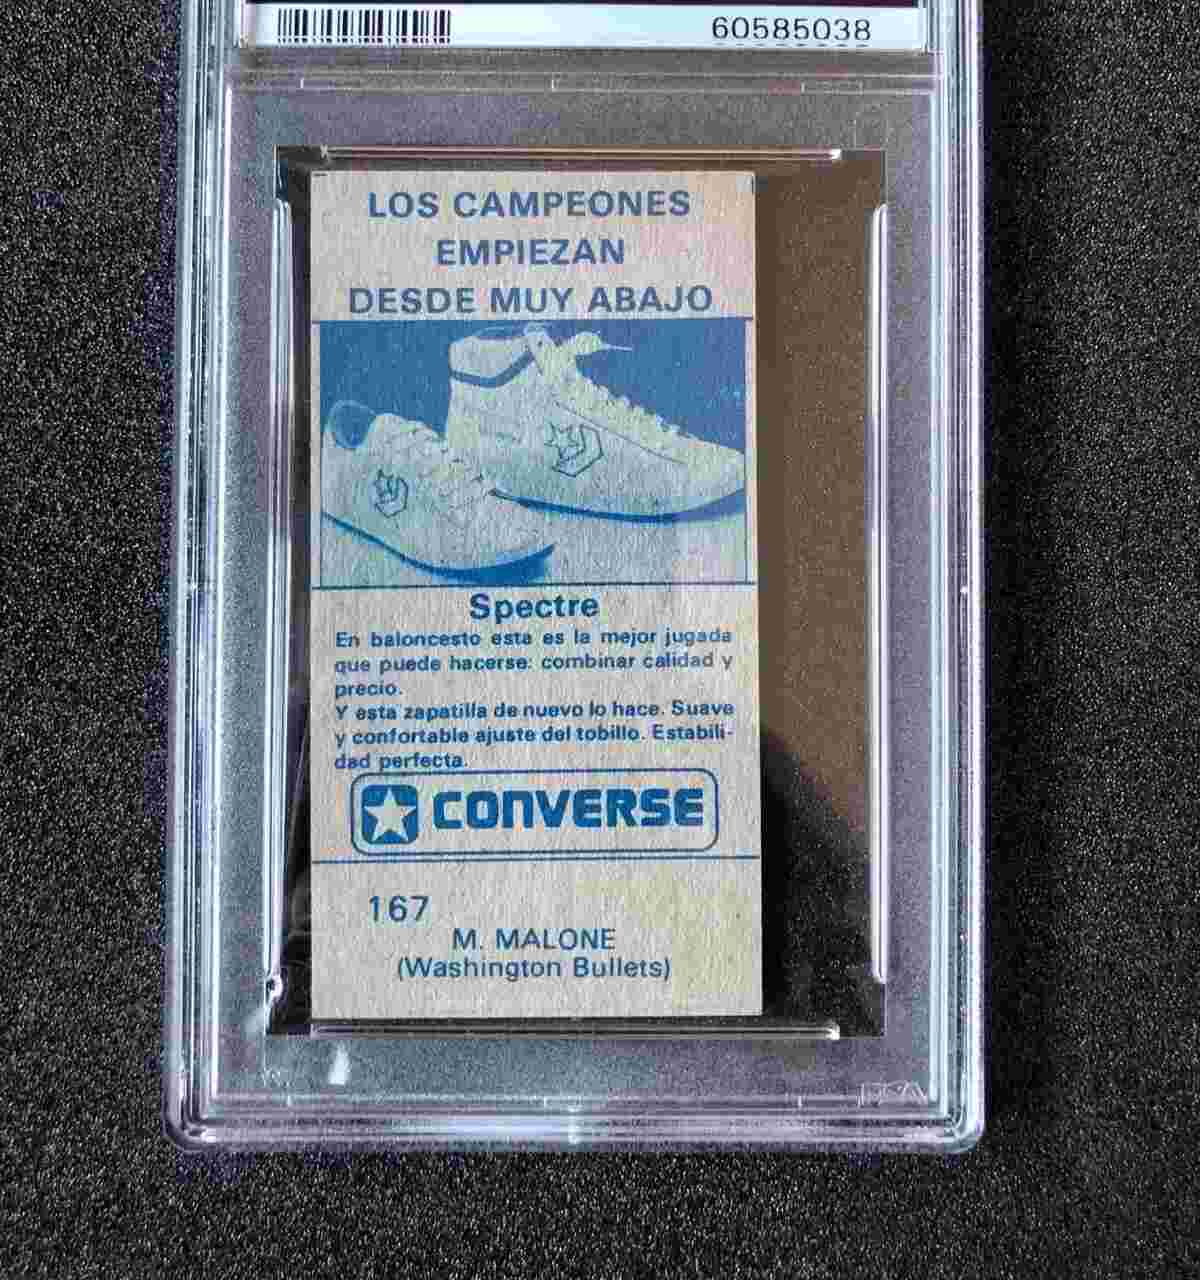 60585038
LOS CAMPEONES
EMPIEZAN
DESDE MUY ABAJO
Spectre
En baloncesto esta es la mejor jugada
que puede hacerse: combinar calidad y
precio.
Y esta zapatilla de nuevo lo hace. Suave
y confortable ajuste del tobillo. Estabili-
dad perfecta.
CONVERSE
167
M. MALONE
(Washington Bullets)
PSA